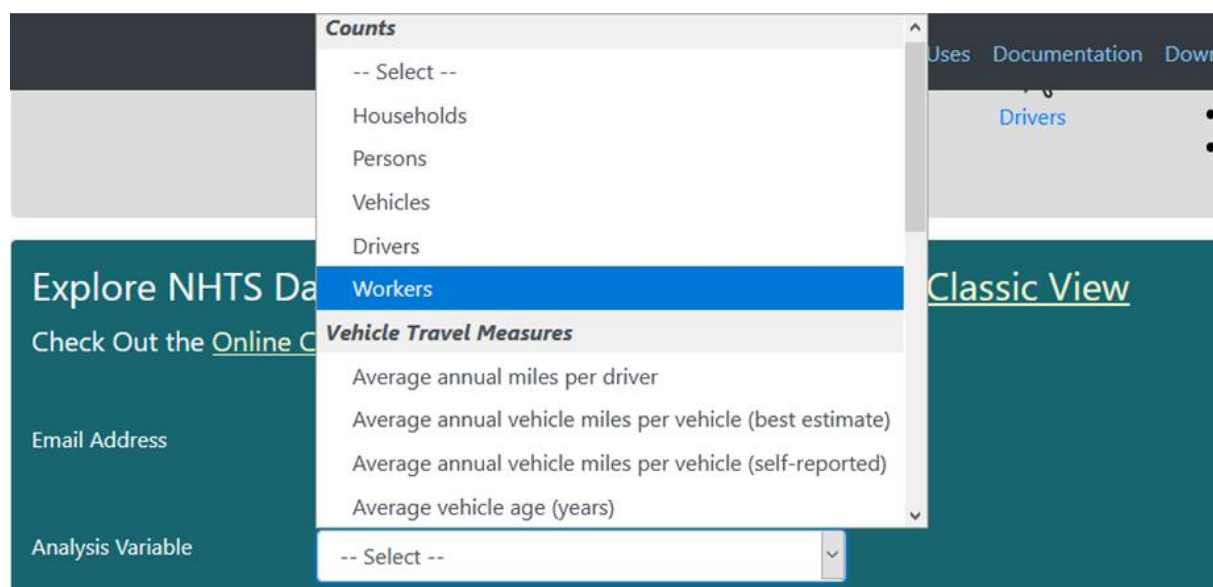 Counts
-- Select --
Uses Documentation Down
Households
Drivers
Persons
Vehicles
Drivers
Workers
Explore NHTS Da
Classic View
Vehicle Travel Measures
Check Out the Online C
Average annual miles per driver
Average annual vehicle miles per vehicle (best estimate)
Email Address
Average annual vehicle miles per vehicle (self-reported)
Average vehicle age (years)
Analysis Variable
-- Select --